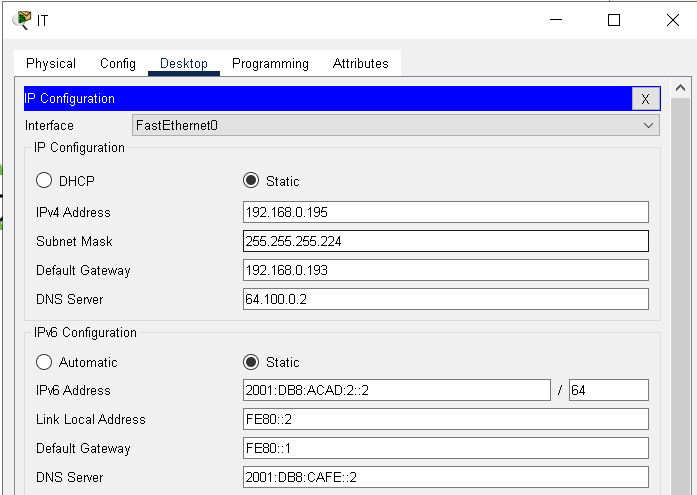 IT
Physical Config Desktop Programming Attributes
IP Configuration X
Interface FastEthernet0
IP Configuration
DHCP Static
IPv4 Address 192.168.0.195
Subnet Mask 255.255.255.224
Default Gateway 192.168.0.193
DNS Server 64.100.0.2
IPv6 Configuration
Automatic Static
IPv6 Address 2001:DB8:ACAD:2::2 / 64
Link Local Address FE80::2
Default Gateway FE80::1
DNS Server 2001:DB8:CAFE::2